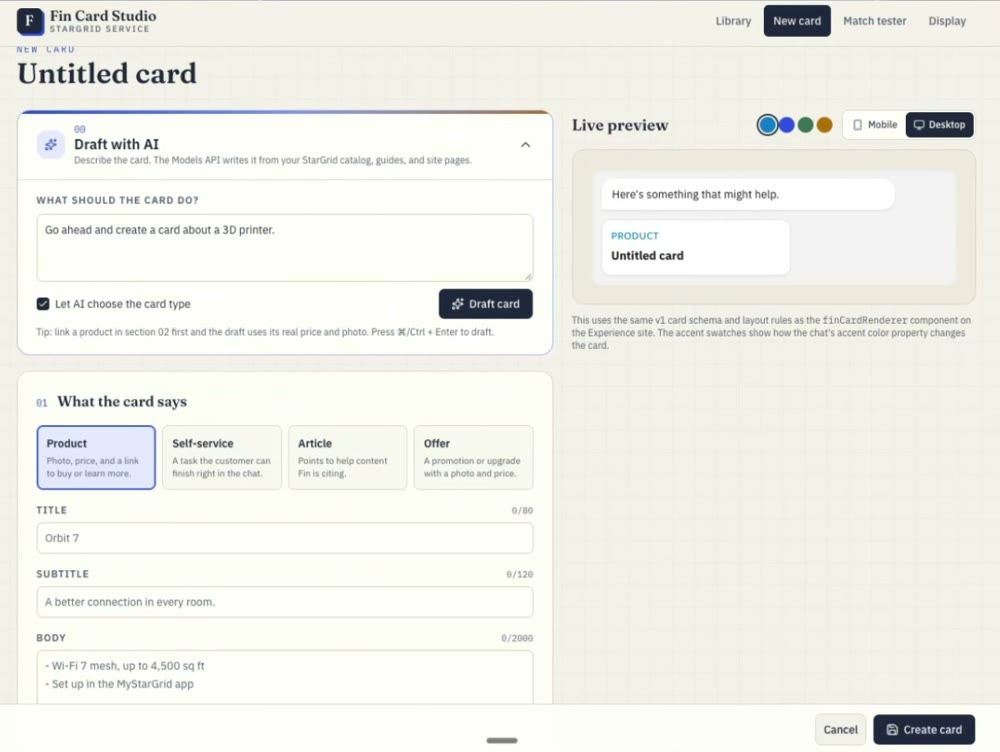 F
Fin Card Studio
STARGRID SERVICE
Library
New card
Match tester
Display
NEW CARD
Untitled card
00
Draft with AI
Describe the card. The Models API writes it from your StarGrid catalog, guides, and site pages.
WHAT SHOULD THE CARD DO?
Go ahead and create a card about a 3D printer.
Let AI choose the card type
Draft card
Tip: link a product in section 02 first and the draft uses its real price and photo. Press ⌘/Ctrl + Enter to draft.
01 What the card says
Product
Photo, price, and a link
to buy or learn more.
Self-service
A task the customer can
finish right in the chat.
Article
Points to help content
Fin is citing.
Offer
A promotion or upgrade
with a photo and price.
TITLE
0/80
Orbit 7
SUBTITLE
0/120
A better connection in every room.
BODY
0/2000
- Wi-Fi 7 mesh, up to 4,500 sq ft
- Set up in the MyStarGrid app
Live preview
Mobile
Desktop
Here's something that might help.
PRODUCT
Untitled card
This uses the same v1 card schema and layout rules as the finCardRenderer component on
the Experience site. The accent swatches show how the chat's accent color property changes
the card.
Cancel
Create card